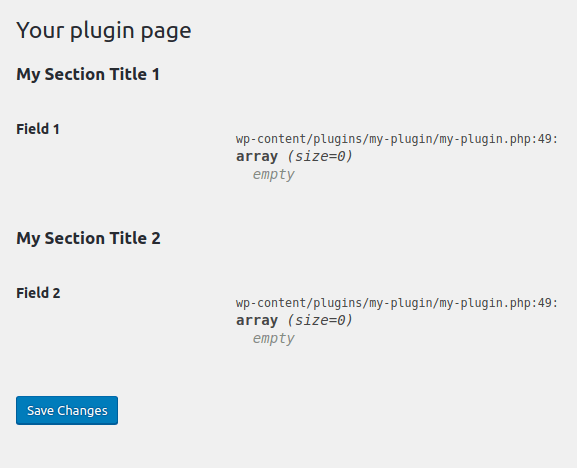 Your plugin page
My Section Title 1
Field 1
wp-content/plugins/my-plugin/my-plugin.php:49:
array (size=0)
empty
My Section Title 2
Field 2
wp-content/plugins/my-plugin/my-plugin.php:49:
array (size=0)
empty
Save Changes